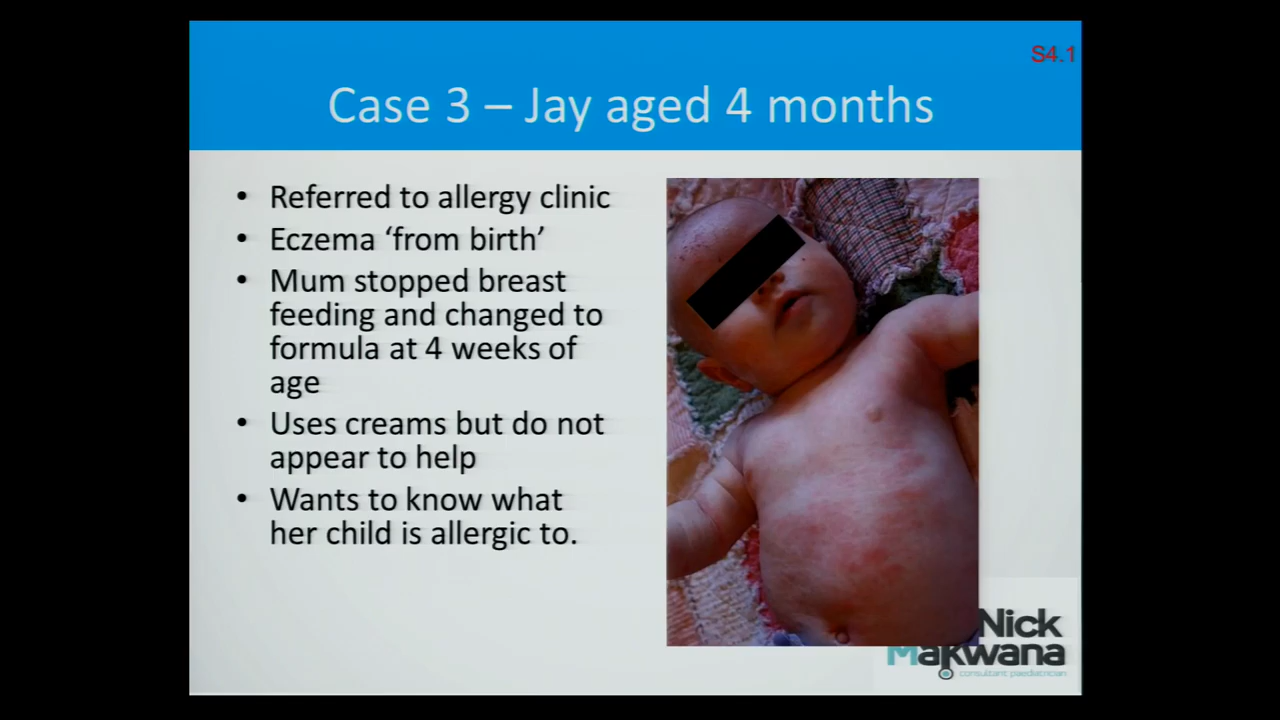 S4.1
Case 3 – Jay aged 4 months
• Referred to allergy clinic
• Eczema ‘from birth’
• Mum stopped breast
feeding and changed to
formula at 4 weeks of
age
• Uses creams but do not
appear to help
• Wants to know what
her child is allergic to.
Nick
Makwana
consultant paediatrician